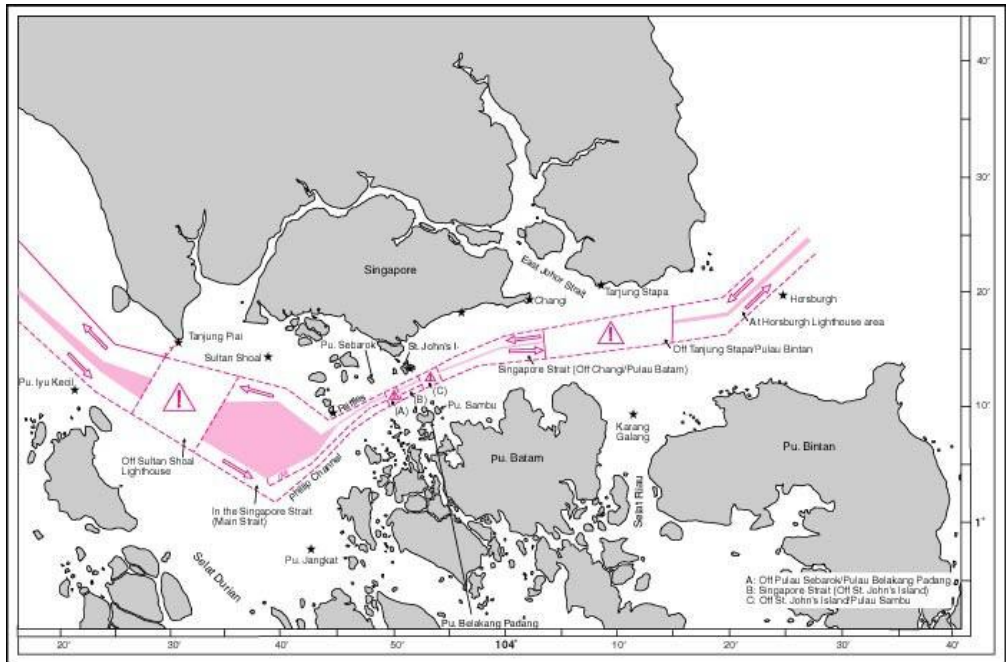 40'
30'
East Johor Strait
Singapore
Tanjung Stapa
20'
Changi
Horsburgh
At Horsburgh Lighthouse area
Tanjung Piai
Pu. Sebarok
St. John's I.
Off Tanjung Stapa/Pulau Bintan
Sultan Shoal
Singapore Strait (Off Changi/Pulau Batam)
Pu. Iyu Kecil
(C)
(B)
(A)
Pu. Sambu
10'
Karang
Galang
Pu. Batam
Pu. Bintan
Off Sultan Shoal
Lighthouse
Philip Channel
In the Singapore Strait
(Main Strait)
Selat Riau
1°
Pu. Jangkat
Selat Durian
A: Off Pulau Sebarok/Pulau Belakang Padang
B: Singapore Strait (Off St. John's Island)
C: Off St. John's Island/Pulau Sambu
Pu. Belakang Padang
20' 30' 40' 50' 104° 10' 20' 30' 40'